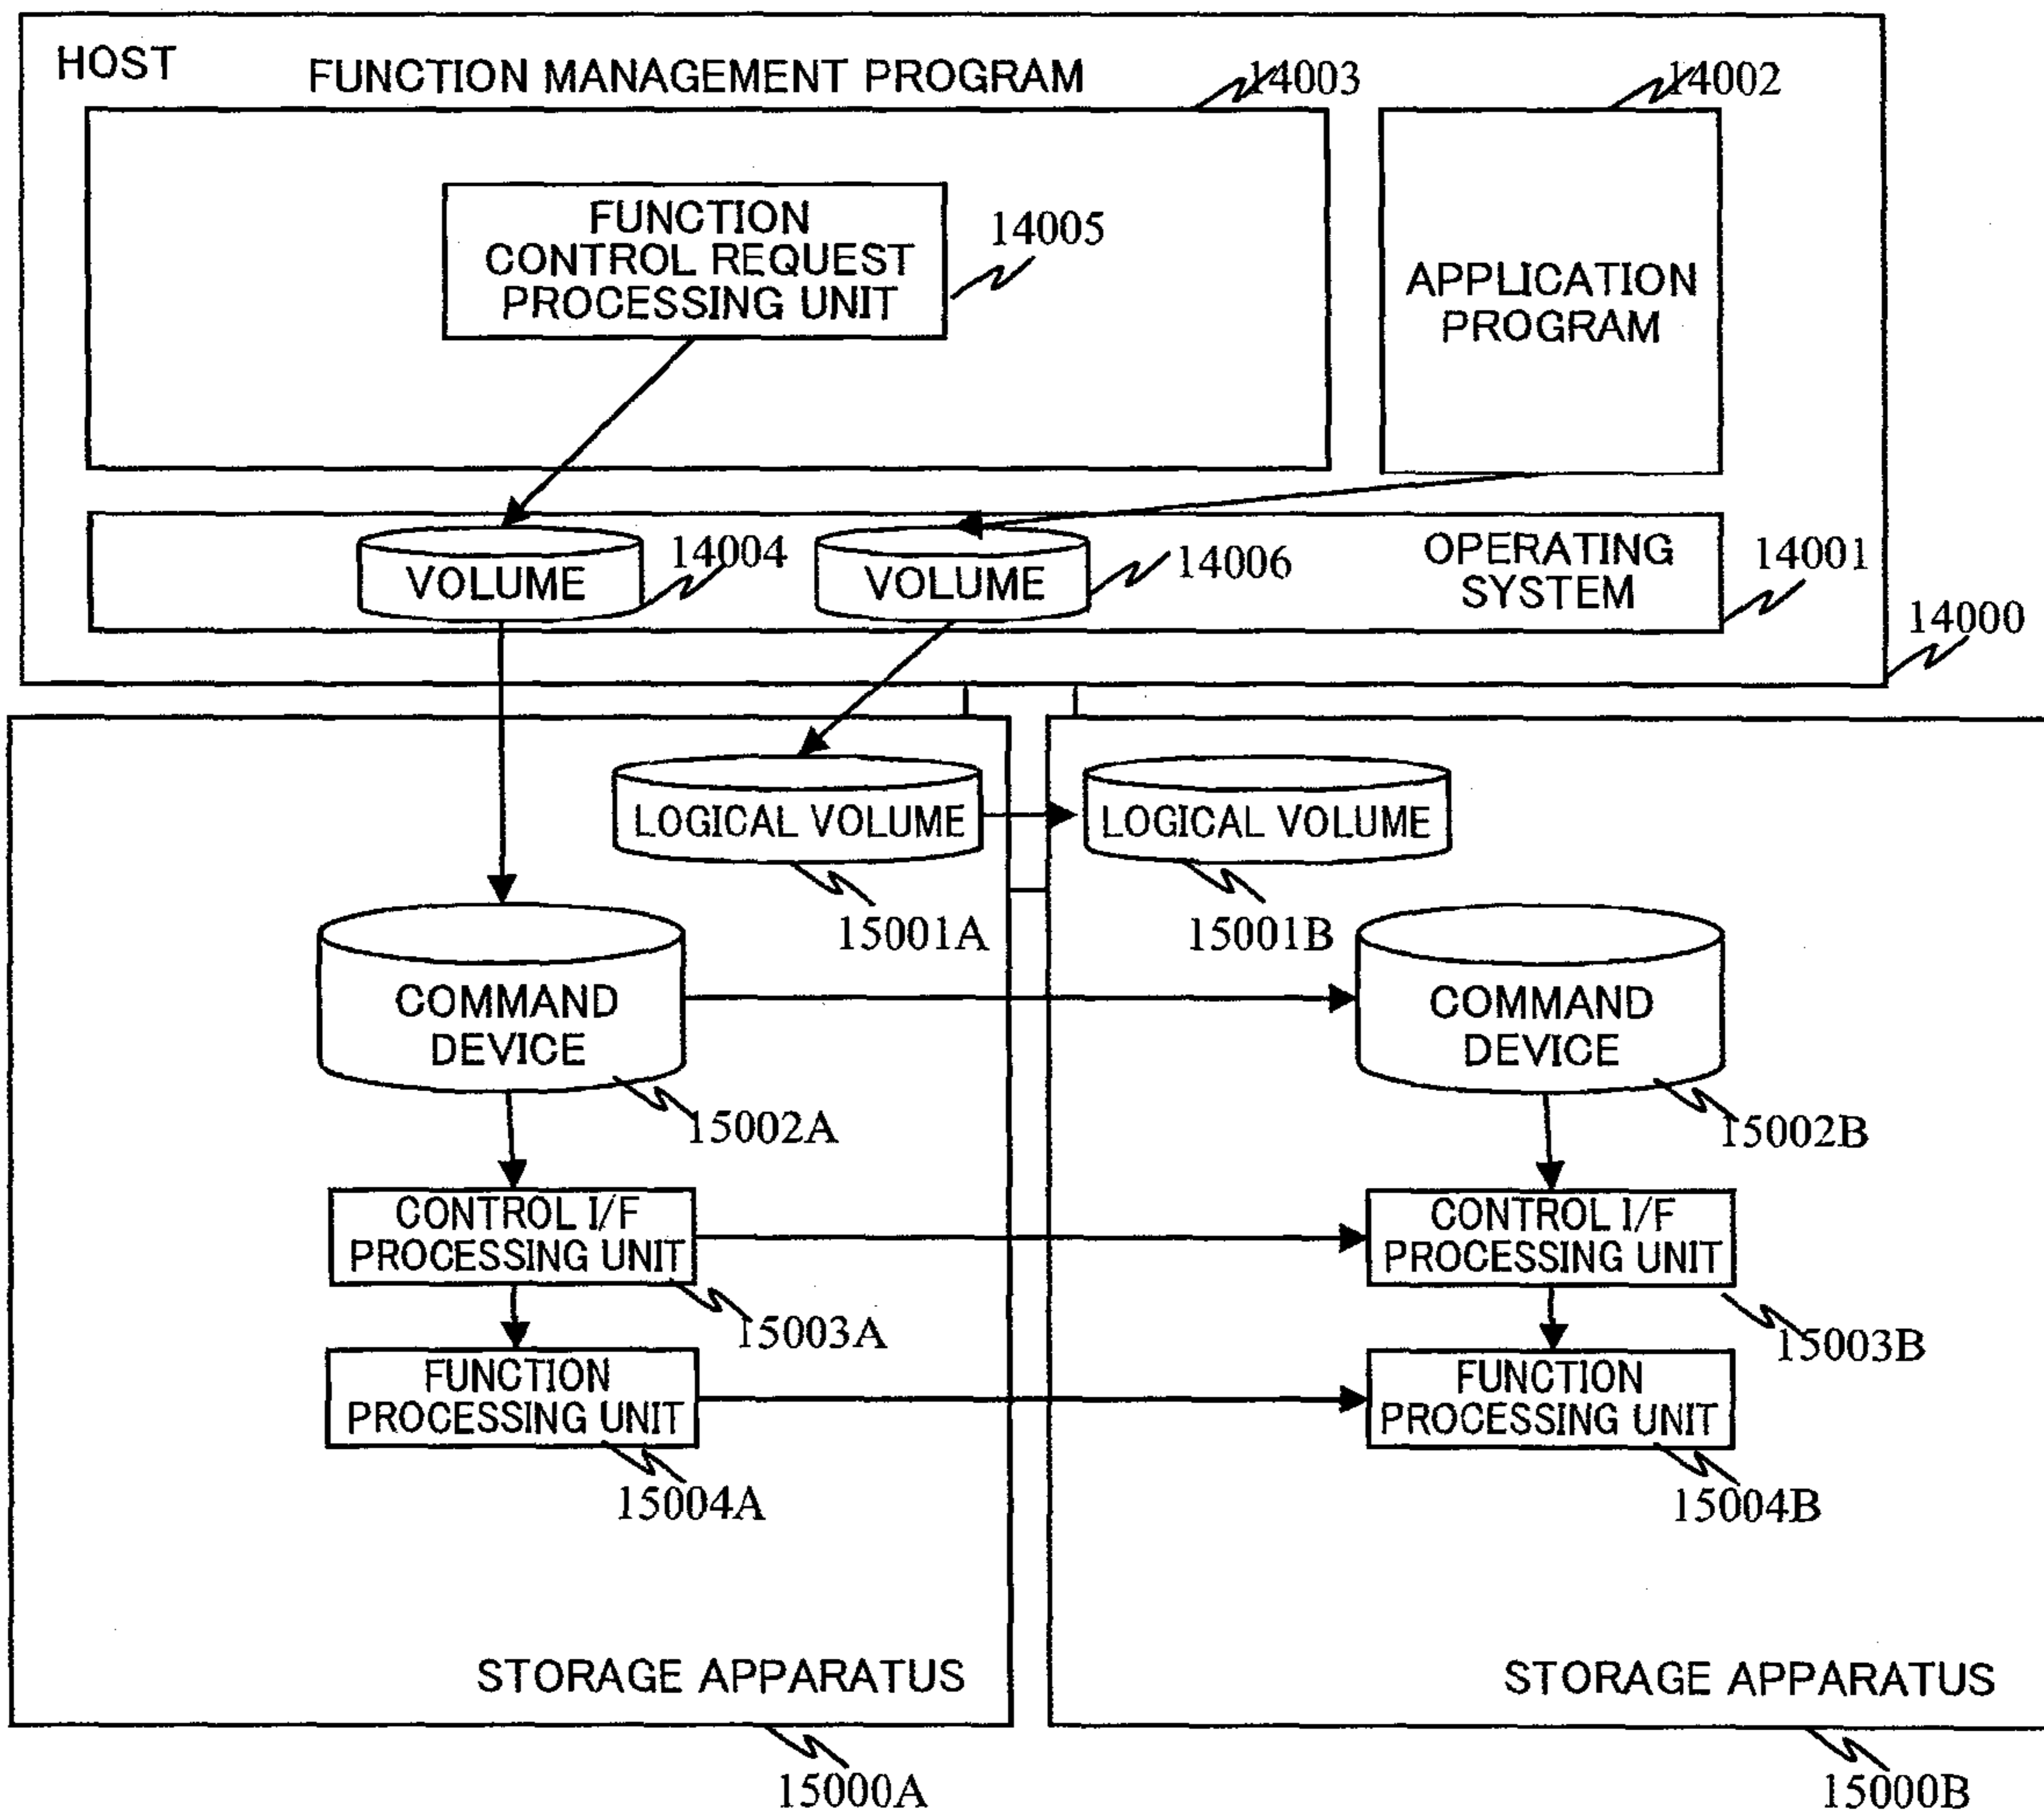 HOST
FUNCTION MANAGEMENT PROGRAM
14003
14002
FUNCTION
CONTROL REQUEST
PROCESSING UNIT
14005
APPLICATION
PROGRAM
VOLUME
14004
VOLUME
14006
OPERATING
SYSTEM
14001
14000
LOGICAL VOLUME
LOGICAL VOLUME
15001A
15001B
COMMAND
DEVICE
COMMAND
DEVICE
15002A
15002B
CONTROL I/F
PROCESSING UNIT
CONTROL I/F
PROCESSING UNIT
15003A
15003B
FUNCTION
PROCESSING UNIT
FUNCTION
PROCESSING UNIT
15004A
15004B
STORAGE APPARATUS
STORAGE APPARATUS
15000A
15000B